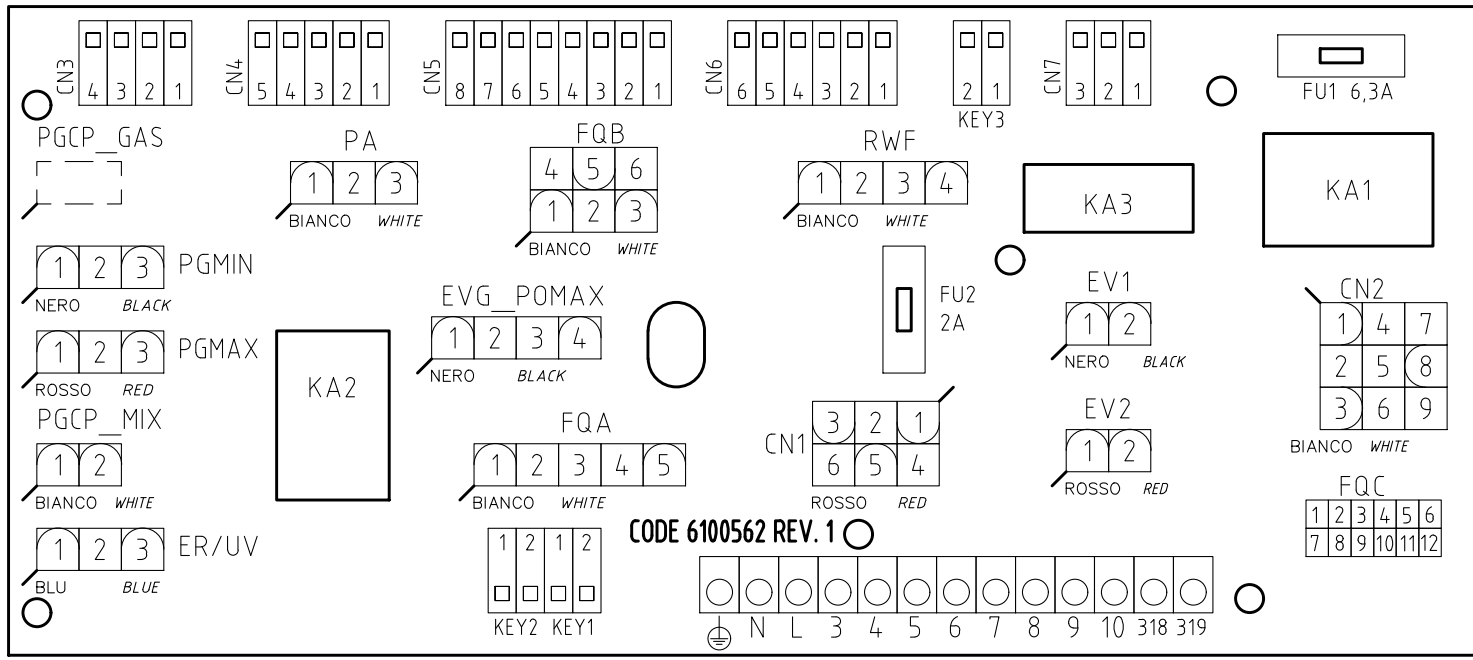 CN3
4 3 2 1
CN4
5 4 3 2 1
CN5
8 7 6 5 4 3 2 1
CN6
6 5 4 3 2 1
2 1
KEY3
CN7
3 2 1
FU1 6,3A
PGCP_GAS
PA
1 2 3
BIANCO WHITE
FQB
4 5 6
1 2 3
BIANCO WHITE
RWF
1 2 3 4
BIANCO WHITE
KA3
KA1
1 2 3 PGMIN
NERO BLACK
EVG_POMAX
1 2 3 4
NERO BLACK
FU2
2A
EV1
1 2
NERO BLACK
CN2
1 4 7
2 5 8
3 6 9
BIANCO WHITE
1 2 3 PGMAX
ROSSO RED
KA2
PGCP_MIX
1 2
BIANCO WHITE
FQA
1 2 3 4 5
BIANCO WHITE
CN1
3 2 1
6 5 4
ROSSO RED
EV2
1 2
ROSSO RED
FQC
1 2 3 4 5 6
7 8 9 10 11 12
1 2 3 ER/UV
BLU BLUE
CODE 6100562 REV. 1
1 2 1 2
KEY2 KEY1
N L 3 4 5 6 7 8 9 10 318 319